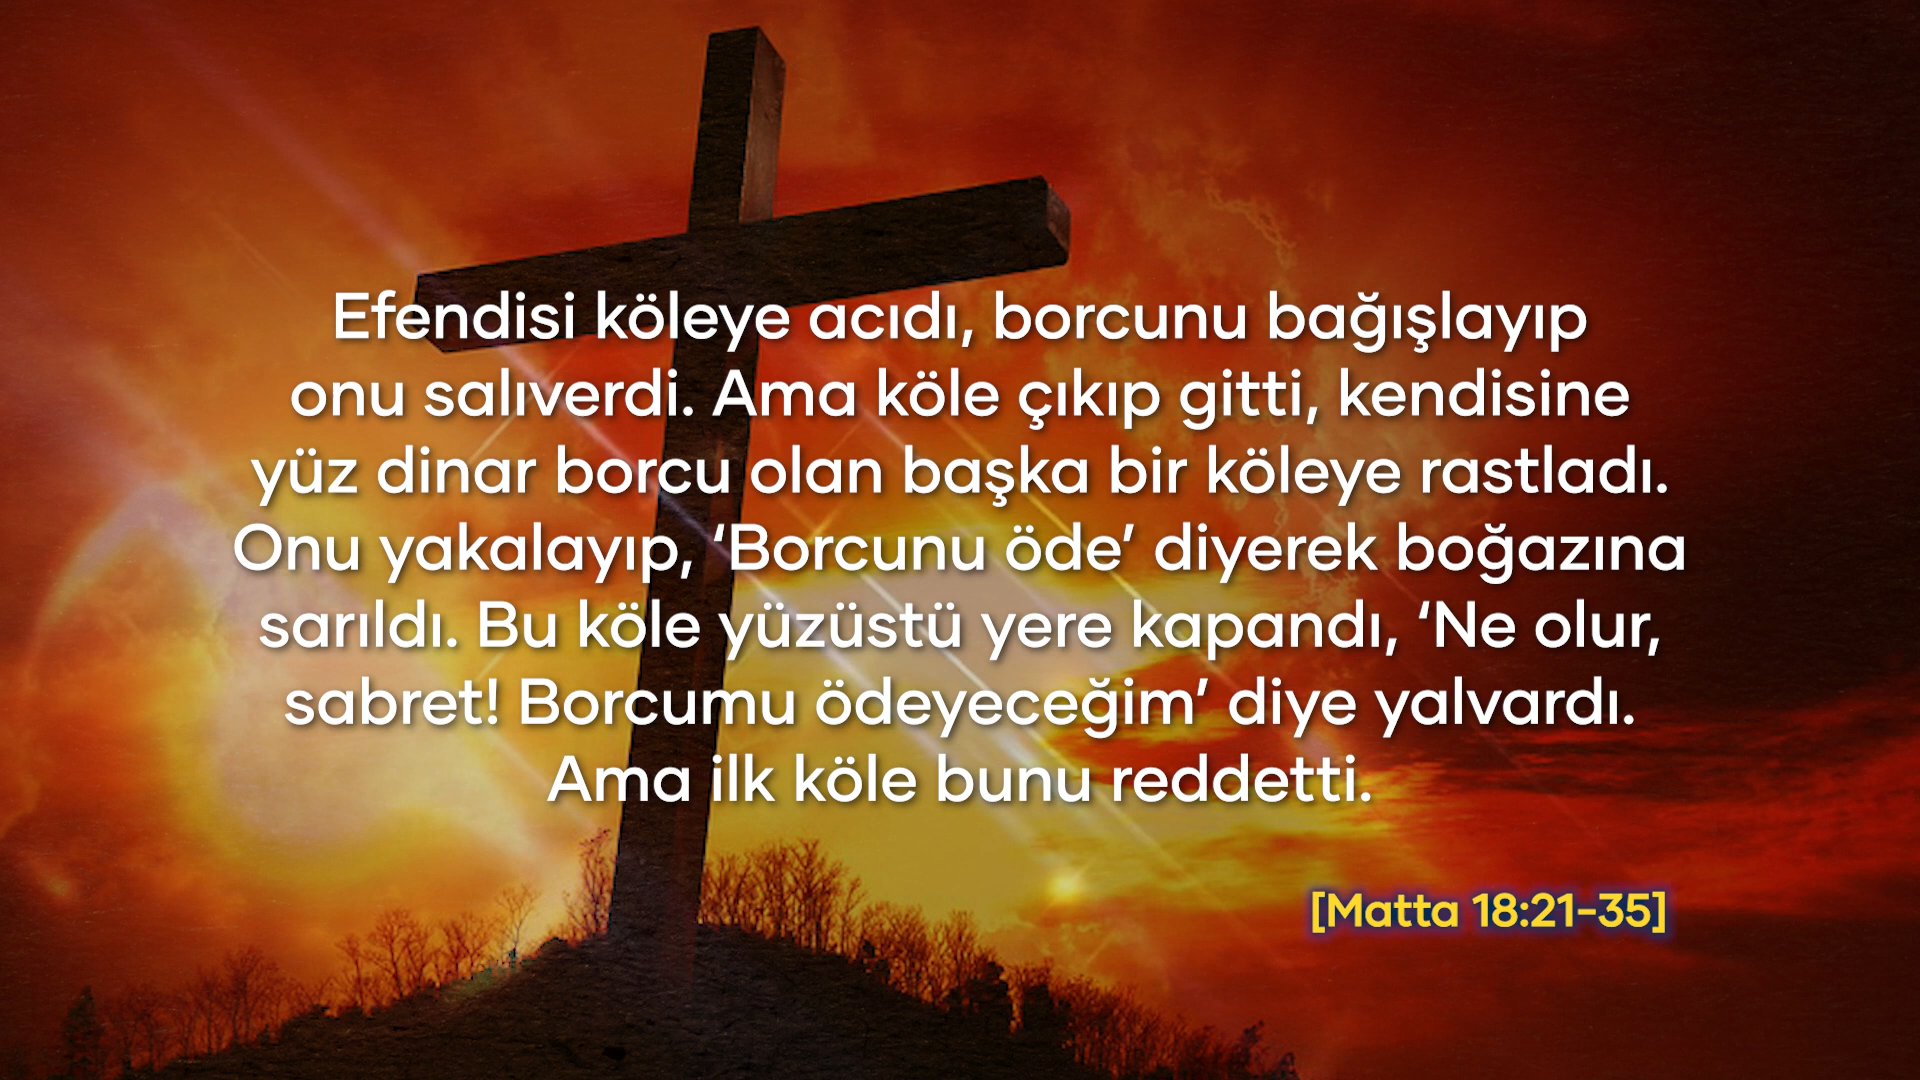 Efendisi köleye acıdı, borcunu bağışlayıp
onu salıverdi. Ama köle çıkıp gitti, kendisine
yüz dinar borcu olan başka bir köleye rastladı.
Onu yakalayıp, ‘Borcunu öde’ diyerek boğazına
sarıldı. Bu köle yüzüstü yere kapandı, ‘Ne olur,
sabret! Borcumu ödeyeceğim’ diye yalvardı.
Ama ilk köle bunu reddetti.
[Matta 18:21-35]